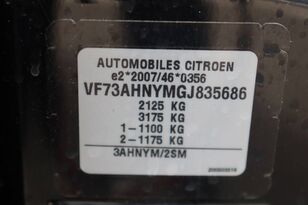 AUTOMOBILES CITROEN
e2*2007/46*0356
VF73AHNYMGJ835686
2125 KG
3175 KG
1-1100 KG
2-1175 KG
3AHNYM/2SM